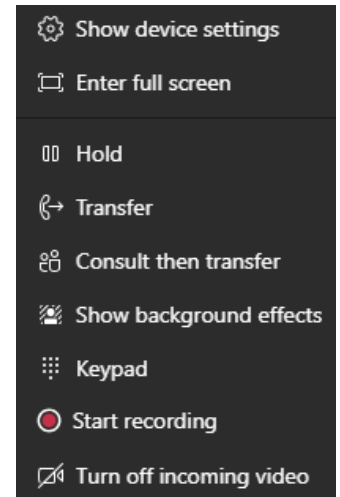 Show device settings
Enter full screen
Hold
Transfer
Consult then transfer
Show background effects
Keypad
Start recording
Turn off incoming video